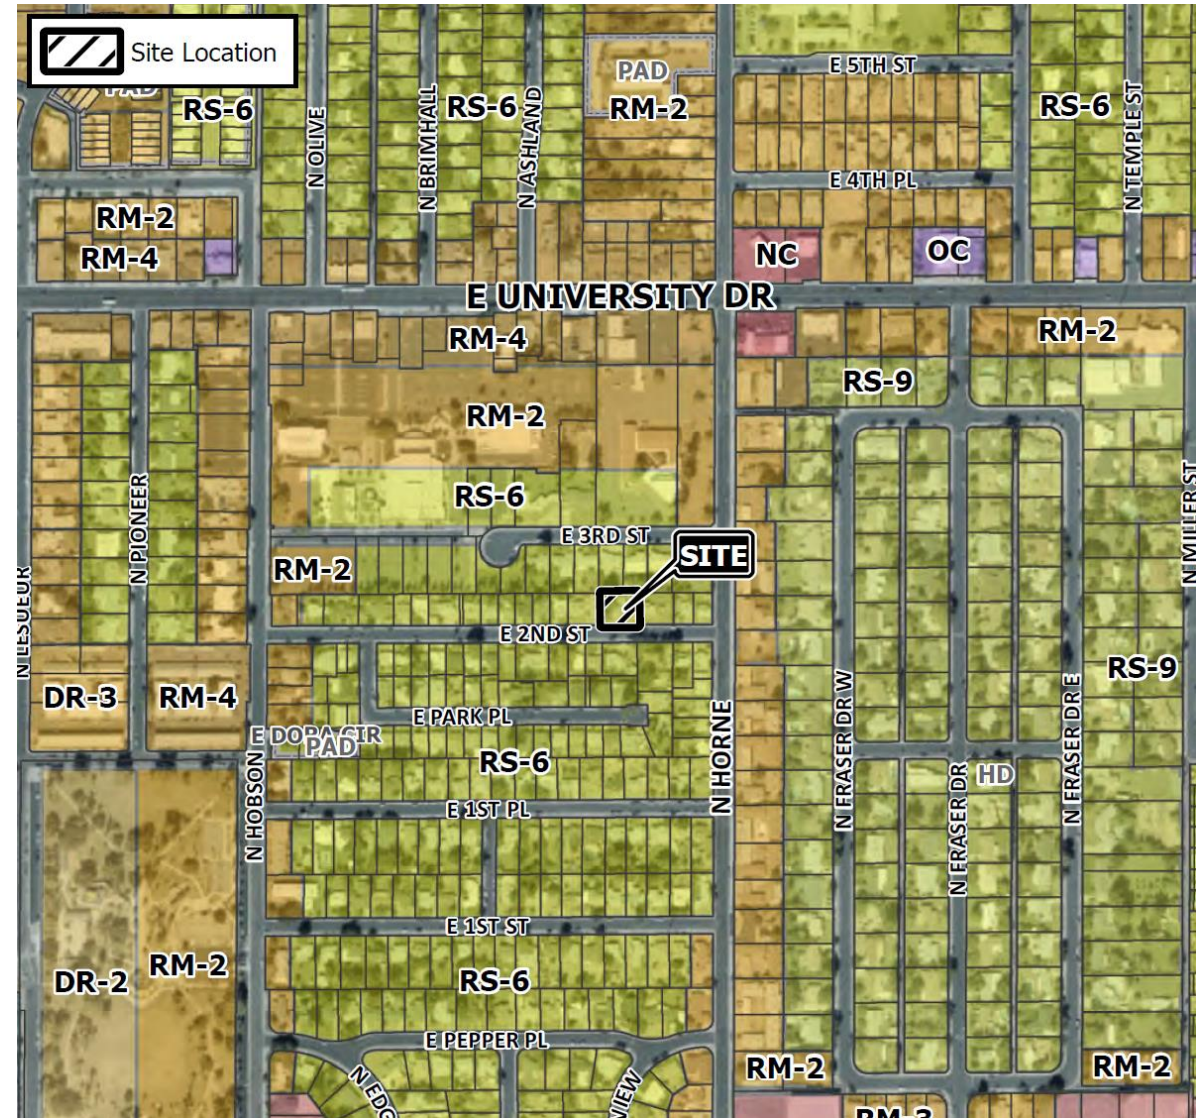 Site Location
PAD
RS-6
N OLIVE
N BRIMHALL
RS-6
N ASHLAND
PAD
RM-2
E 5TH ST
RS-6
N TEMPLE ST
E 4TH PL
RM-2
RM-4
NC
OC
E UNIVERSITY DR
RM-4
RM-2
RS-9
RM-2
RS-6
N PIONEER
E 3RD ST
SITE
RM-2
N LESUEUR
E 2ND ST
N MILLER ST
DR-3
RM-4
E PARK PL
E DORA CIR
PAD
RS-6
N HOBSON
N HORNE
N FRASER DR W
N FRASER DR E
RS-9
HD
N FRASER DR
E 1ST PL
E 1ST ST
DR-2
RM-2
RS-6
E PEPPER PL
RM-2
RM-2